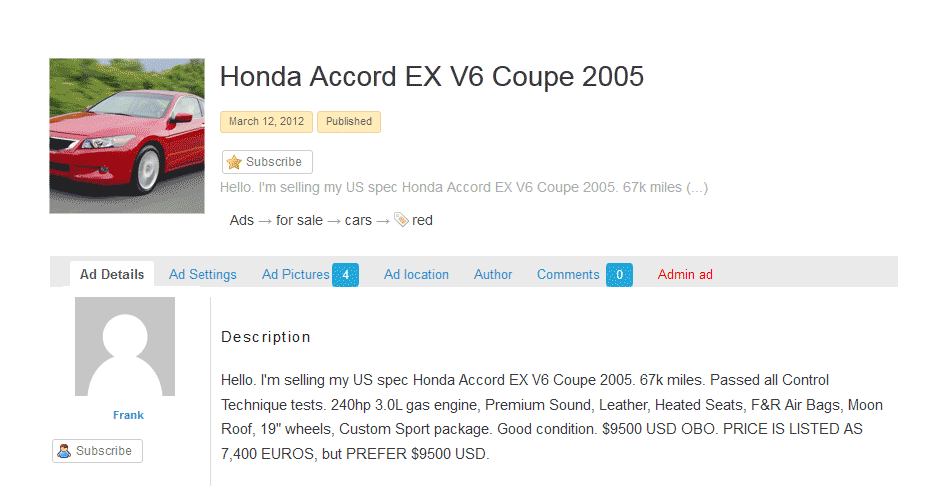 Honda Accord EX V6 Coupe 2005
March 12, 2012 Published
Subscribe
Hello. I'm selling my US spec Honda Accord EX V6 Coupe 2005. 67k miles (...)
Ads → for sale → cars → red
Ad Details Ad Settings Ad Pictures 4 Ad location Author Comments 0 Admin ad
Description
Hello. I'm selling my US spec Honda Accord EX V6 Coupe 2005. 67k miles. Passed all Control
Technique tests. 240hp 3.0L gas engine, Premium Sound, Leather, Heated Seats, F&R Air Bags, Moon
Roof, 19" wheels, Custom Sport package. Good condition. $9500 USD OBO. PRICE IS LISTED AS
7,400 EUROS, but PREFER $9500 USD.
Frank
Subscribe